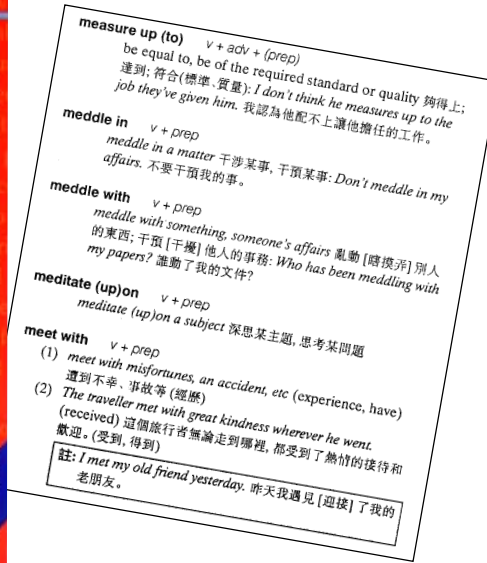 measure up (to) v + adv + (prep)
be equal to, be of the required standard or quality 夠得上;
達到; 符合(標準、質量): I don't think he measures up to the
job they've given him. 我認為他配不上讓他擔任的工作。
meddle in v + prep
meddle in a matter 干涉某事, 干預某事: Don't meddle in my
affairs. 不要干預我的事。
meddle with v + prep
meddle with something, someone's affairs 亂動 [瞎摸弄] 別人
的東西; 干預 [干擾] 他人的事務: Who has been meddling with
my papers? 誰動了我的文件?
meditate (up)on v + prep
meditate (up)on a subject 深思某主題, 思考某問題
meet with v + prep
(1) meet with misfortunes, an accident, etc (experience, have)
遭到不幸、事故等 (經歷)
(2) The traveller met with great kindness wherever he went.
(received) 這個旅行者無論走到哪裡, 都受到了熱情的接待和
歡迎。(受到, 得到)
註: I met my old friend yesterday. 昨天我遇見 [迎接] 了我的
老朋友。